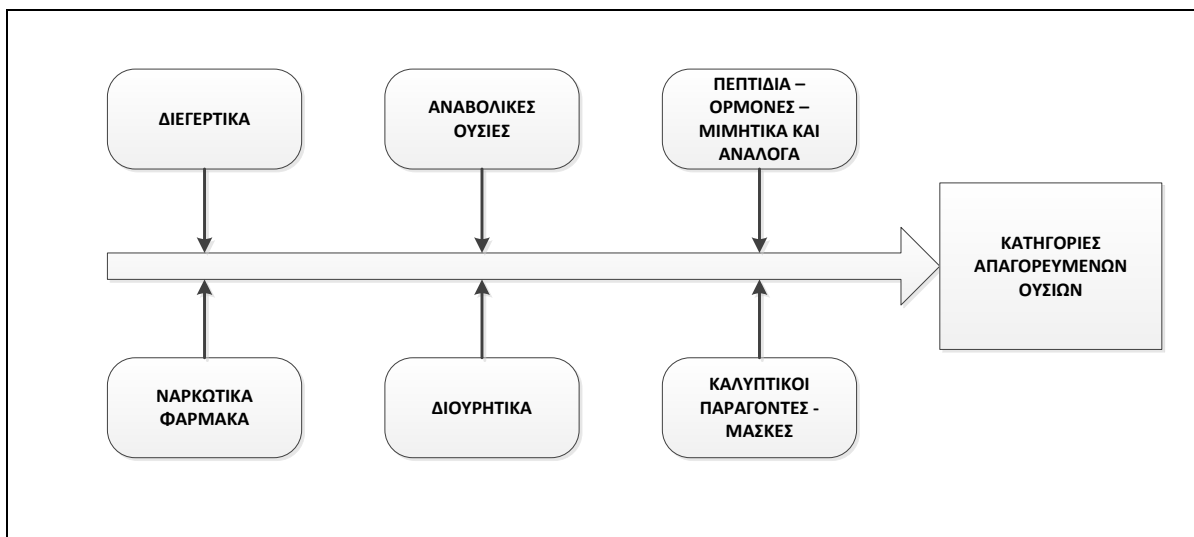 ΔΙΕΓΕΡΤΙΚΑ
ΑΝΑΒΟΛΙΚΕΣ
ΟΥΣΙΕΣ
ΠΕΠΤΙΔΙΑ –
ΟΡΜΟΝΕΣ –
ΜΙΜΗΤΙΚΑ ΚΑΙ
ΑΝΑΛΟΓΑ
ΚΑΤΗΓΟΡΙΕΣ
ΑΠΑΓΟΡΕΥΜΕΝΩΝ
ΟΥΣΙΩΝ
ΝΑΡΚΩΤΙΚΑ
ΦΑΡΜΑΚΑ
ΔΙΟΥΡΗΤΙΚΑ
ΚΑΛΥΠΤΙΚΟΙ
ΠΑΡΑΓΟΝΤΕΣ -
ΜΑΣΚΕΣ